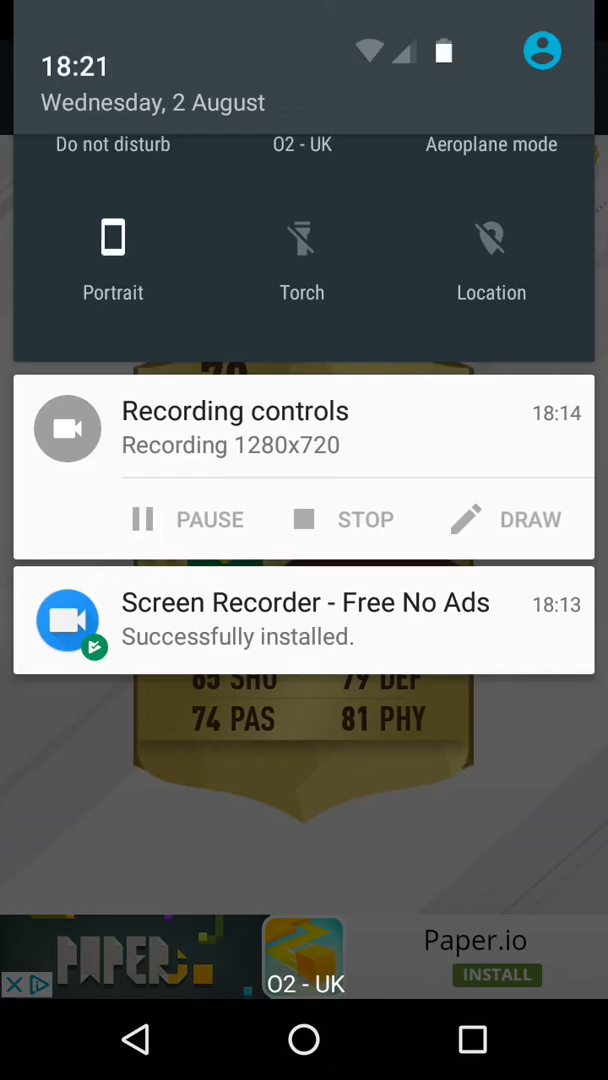 18:21
Wednesday, 2 August
Do not disturb
O2 - UK
Aeroplane mode
Portrait
Torch
Location
Recording controls
18:14
Recording 1280x720
PAUSE
STOP
DRAW
Screen Recorder - Free No Ads
18:13
Successfully installed.
85 SHO
79 DEF
74 PAS
81 PHY
PAPER
Paper.io
INSTALL
O2 - UK